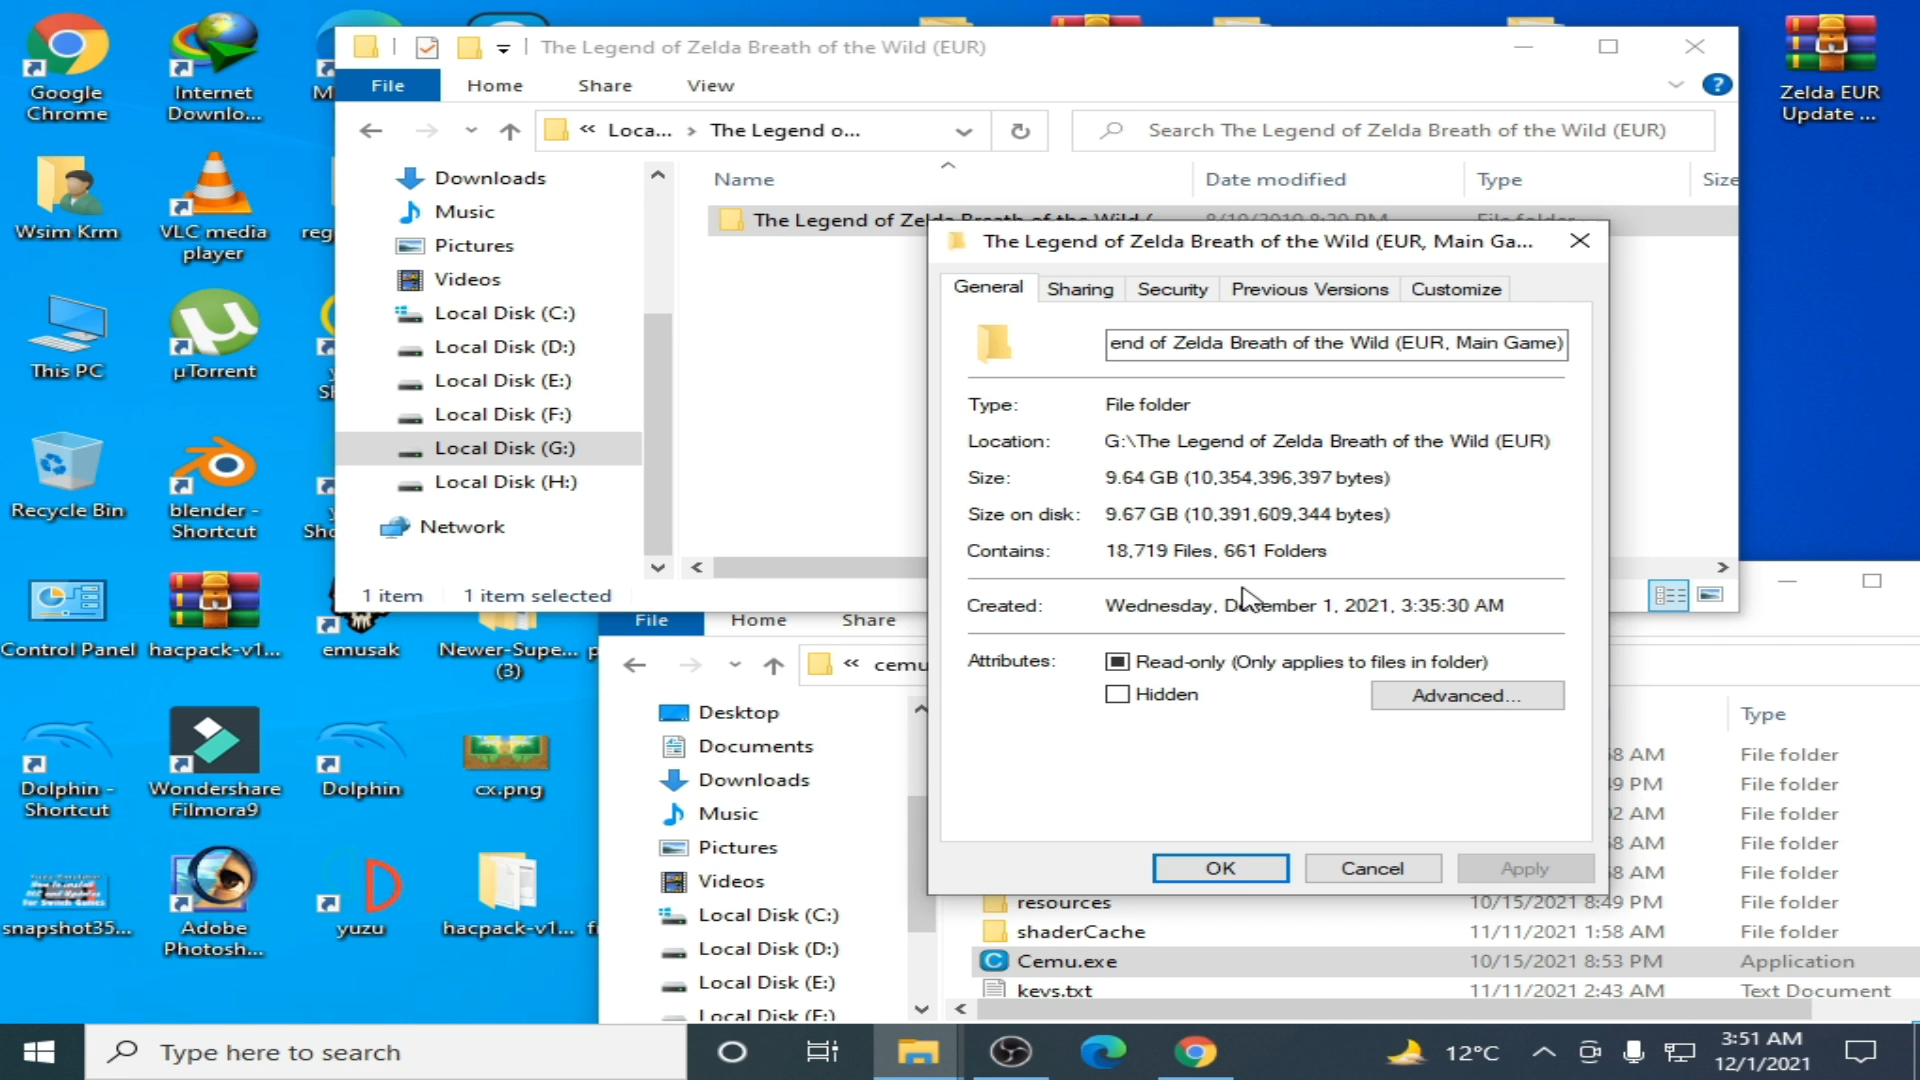 Google
Chrome
Internet
Downlo...
M
Wsim Krm
VLC media
player
reg
This PC
µTorrent
Recycle Bin
blender -
Shortcut
Control Panel
hacpack-v1...
emusak
Newer-Supe...
(3)
Dolphin -
Shortcut
Wondershare
Filmora9
Dolphin
cx.png
snapshot35...
Adobe
Photosh...
yuzu
hacpack-v1...
Zelda EUR
Update ...
The Legend of Zelda Breath of the Wild (EUR)
File
Home
Share
View
« Loca... › The Legend o...
Search The Legend of Zelda Breath of the Wild (EUR)
Downloads
Music
Pictures
Videos
Local Disk (C:)
Local Disk (D:)
Local Disk (E:)
Local Disk (F:)
Local Disk (G:)
Local Disk (H:)
Network
1 item
1 item selected
Name
Date modified
Type
Size
The Legend of Zelda Breath of the Wild (
8/10/2019 8:20 PM
File folder
The Legend of Zelda Breath of the Wild (EUR, Main Ga...
General
Sharing
Security
Previous Versions
Customize
end of Zelda Breath of the Wild (EUR, Main Game)
Type: File folder
Location: G:\The Legend of Zelda Breath of the Wild (EUR)
Size: 9.64 GB (10,354,396,397 bytes)
Size on disk: 9.67 GB (10,391,609,344 bytes)
Contains: 18,719 Files, 661 Folders
Created: Wednesday, December 1, 2021, 3:35:30 AM
Attributes: Read-only (Only applies to files in folder)
Hidden
Advanced...
OK
Cancel
Apply
File
Home
Share
« cemu
Desktop
Documents
Downloads
Music
Pictures
Videos
Local Disk (C:)
Local Disk (D:)
Local Disk (E:)
Local Disk (F:)
Type
8 AM File folder
9 PM File folder
2 AM File folder
8 AM File folder
8 AM File folder
resources 10/15/2021 8:49 PM File folder
shaderCache 11/11/2021 1:58 AM File folder
Cemu.exe 10/15/2021 8:53 PM Application
keys.txt 11/11/2021 2:43 AM Text Document
Type here to search
12°C
3:51 AM
12/1/2021